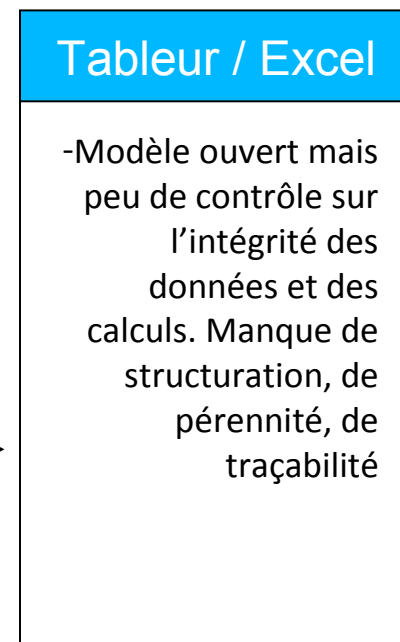 Tableur / Excel
-Modèle ouvert mais
peu de contrôle sur
l’intégrité des
données et des
calculs. Manque de
structuration, de
pérennité, de
traçabilité